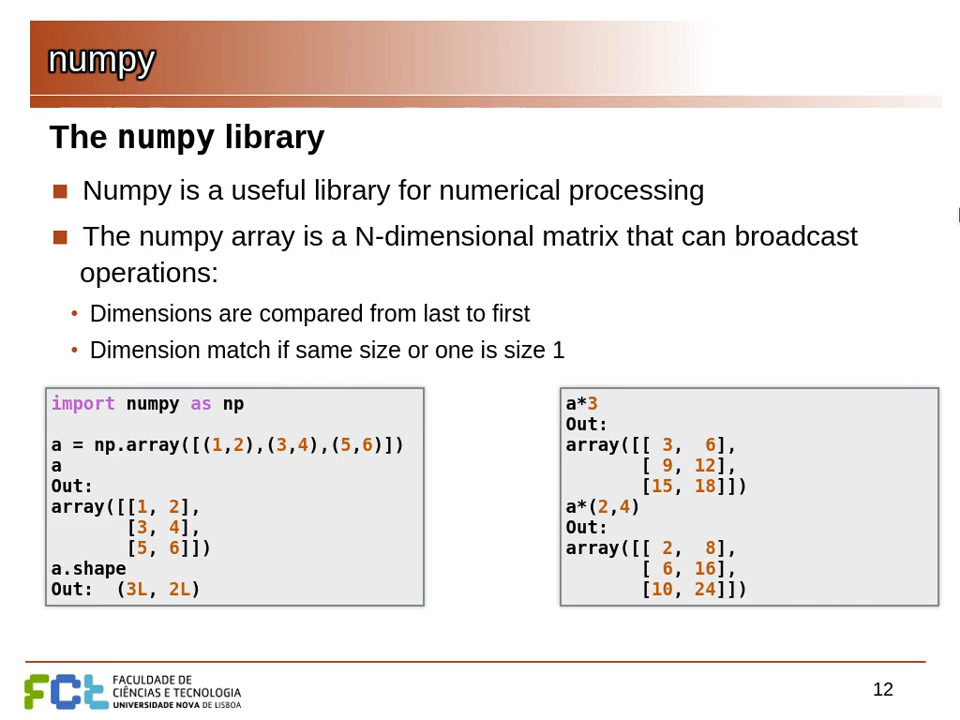 numpy
The numpy library
■ Numpy is a useful library for numerical processing
■ The numpy array is a N-dimensional matrix that can broadcast
operations:
• Dimensions are compared from last to first
• Dimension match if same size or one is size 1
import numpy as np

a = np.array([(1,2),(3,4),(5,6)])
a
Out:
array([[1, 2],
       [3, 4],
       [5, 6]])
a.shape
Out:  (3L, 2L)
a*3
Out:
array([[ 3,  6],
       [ 9, 12],
       [15, 18]])
a*(2,4)
Out:
array([[ 2,  8],
       [ 6, 16],
       [10, 24]])
FCt
FACULDADE DE
CIÊNCIAS E TECNOLOGIA
UNIVERSIDADE NOVA DE LISBOA
12